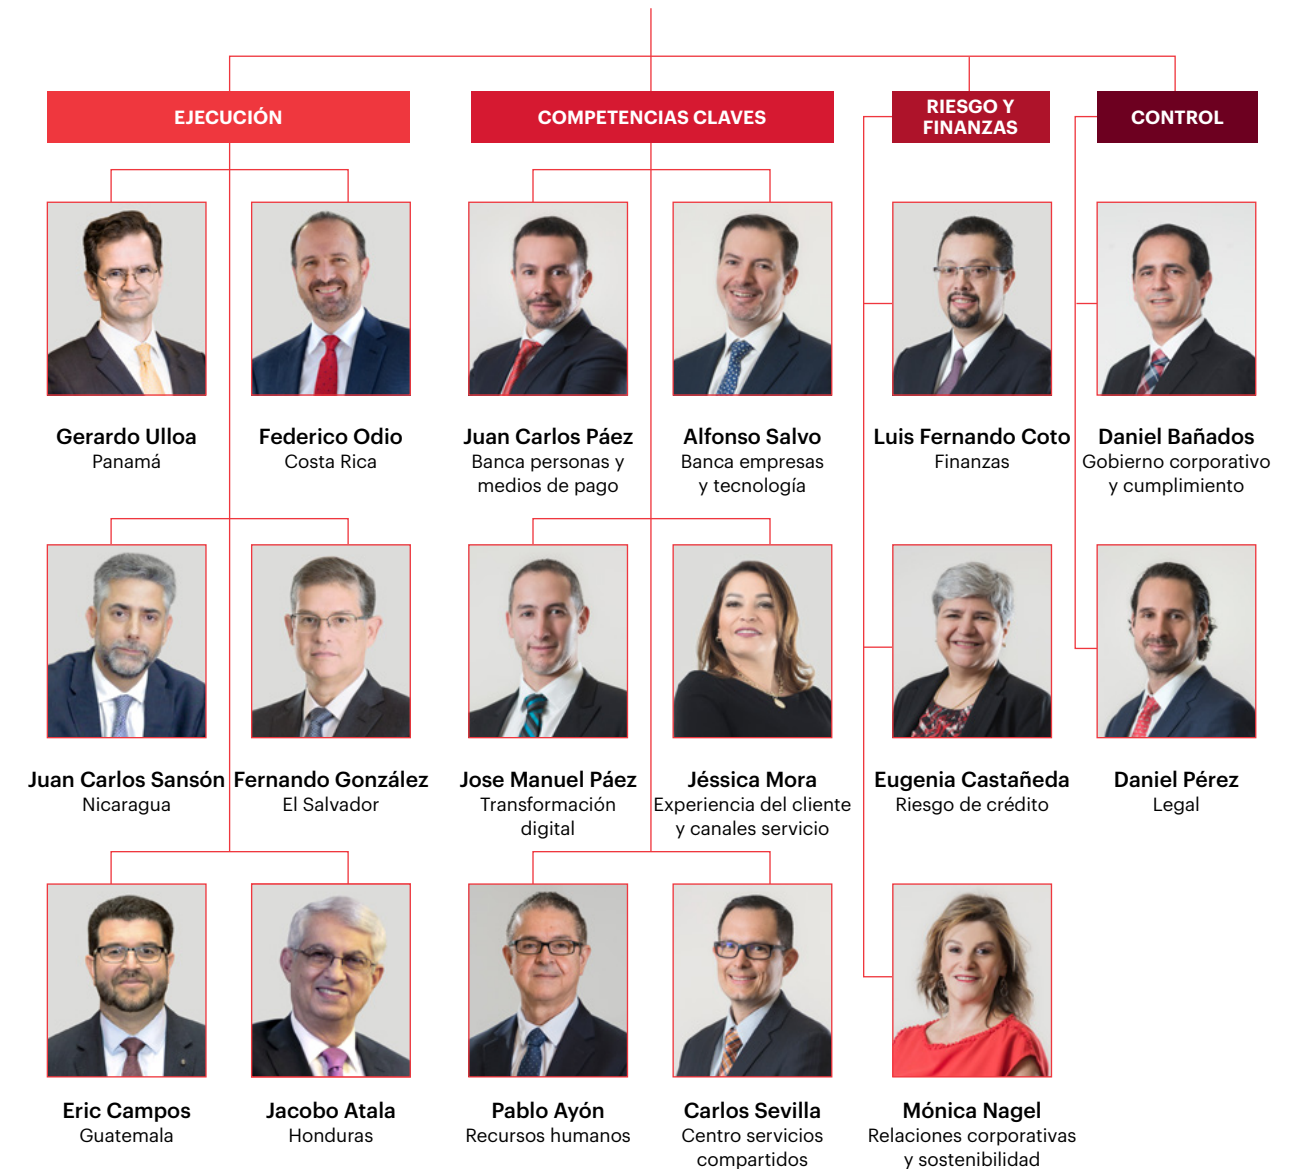 EJECUCIÓN
COMPETENCIAS CLAVES
RIESGO Y
FINANZAS
CONTROL
Gerardo Ulloa
Panamá
Federico Odio
Costa Rica
Juan Carlos Páez
Banca personas y
medios de pago
Alfonso Salvo
Banca empresas
y tecnología
Luis Fernando Coto
Finanzas
Daniel Bañados
Gobierno corporativo
y cumplimiento
Juan Carlos Sansón
Nicaragua
Fernando González
El Salvador
Jose Manuel Páez
Transformación
digital
Jéssica Mora
Experiencia del cliente
y canales servicio
Eugenia Castañeda
Riesgo de crédito
Daniel Pérez
Legal
Eric Campos
Guatemala
Jacobo Atala
Honduras
Pablo Ayón
Recursos humanos
Carlos Sevilla
Centro servicios
compartidos
Mónica Nagel
Relaciones corporativas
y sostenibilidad